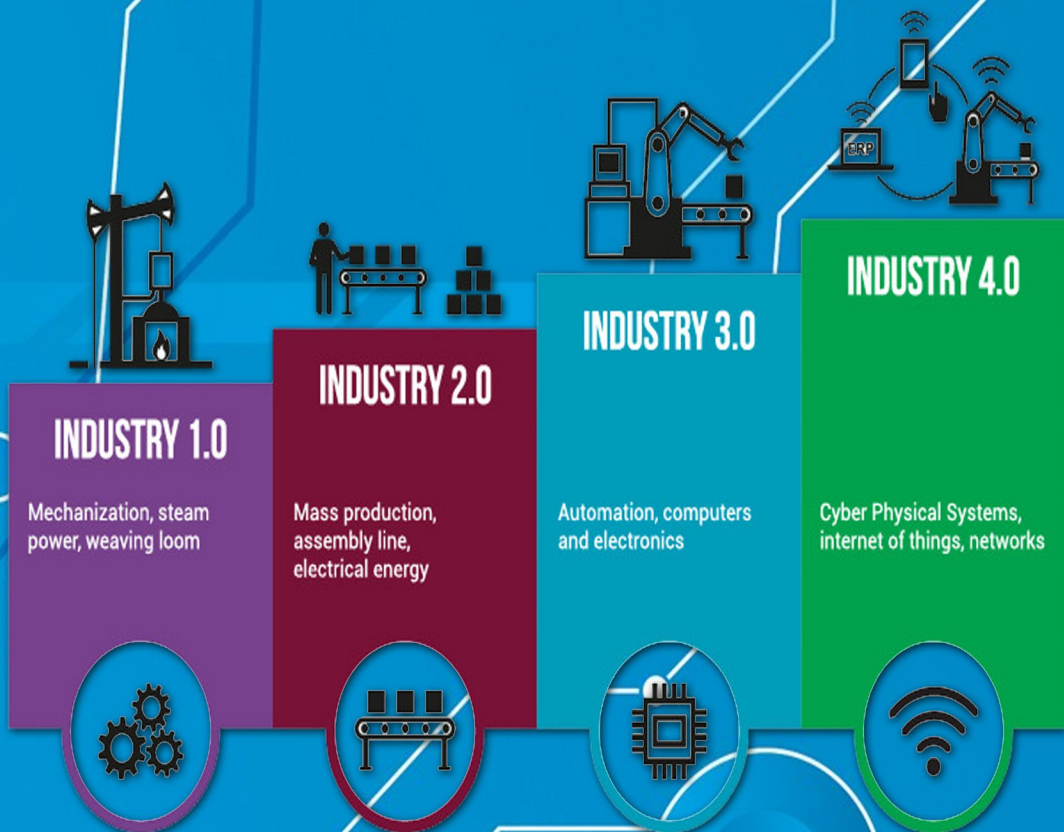 ERP
INDUSTRY 4.0
INDUSTRY 3.0
INDUSTRY 2.0
INDUSTRY 1.0
Mechanization, steam
power, weaving loom
Mass production,
assembly line,
electrical energy
Automation, computers
and electronics
Cyber Physical Systems,
internet of things, networks